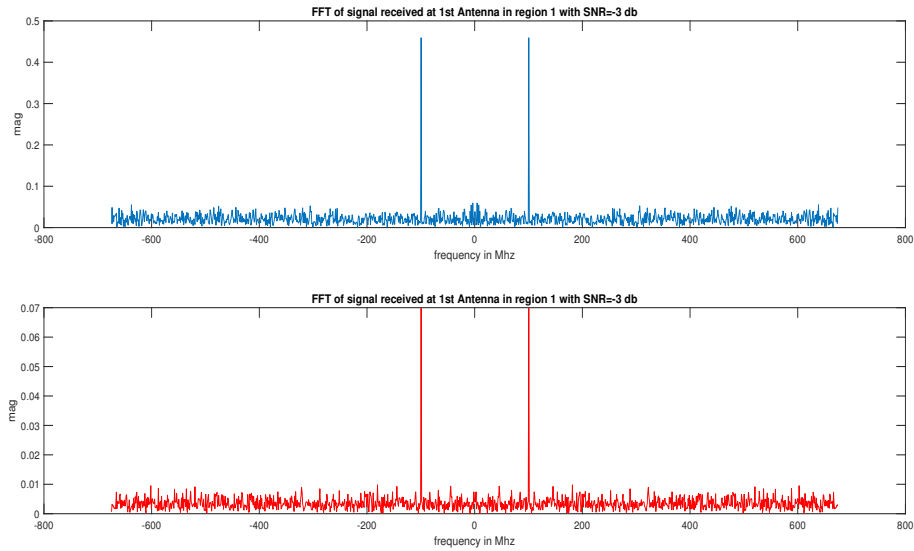 FFT of signal received at 1st Antenna in region 1 with SNR=-3 db
0.5
0.4
0.3
0.2
0.1
0
mag
-800 -600 -400 -200 0 200 400 600 800
frequency in Mhz
FFT of signal received at 1st Antenna in region 1 with SNR=-3 db
0.07
0.06
0.05
0.04
0.03
0.02
0.01
0
mag
-800 -600 -400 -200 0 200 400 600 800
frequency in Mhz